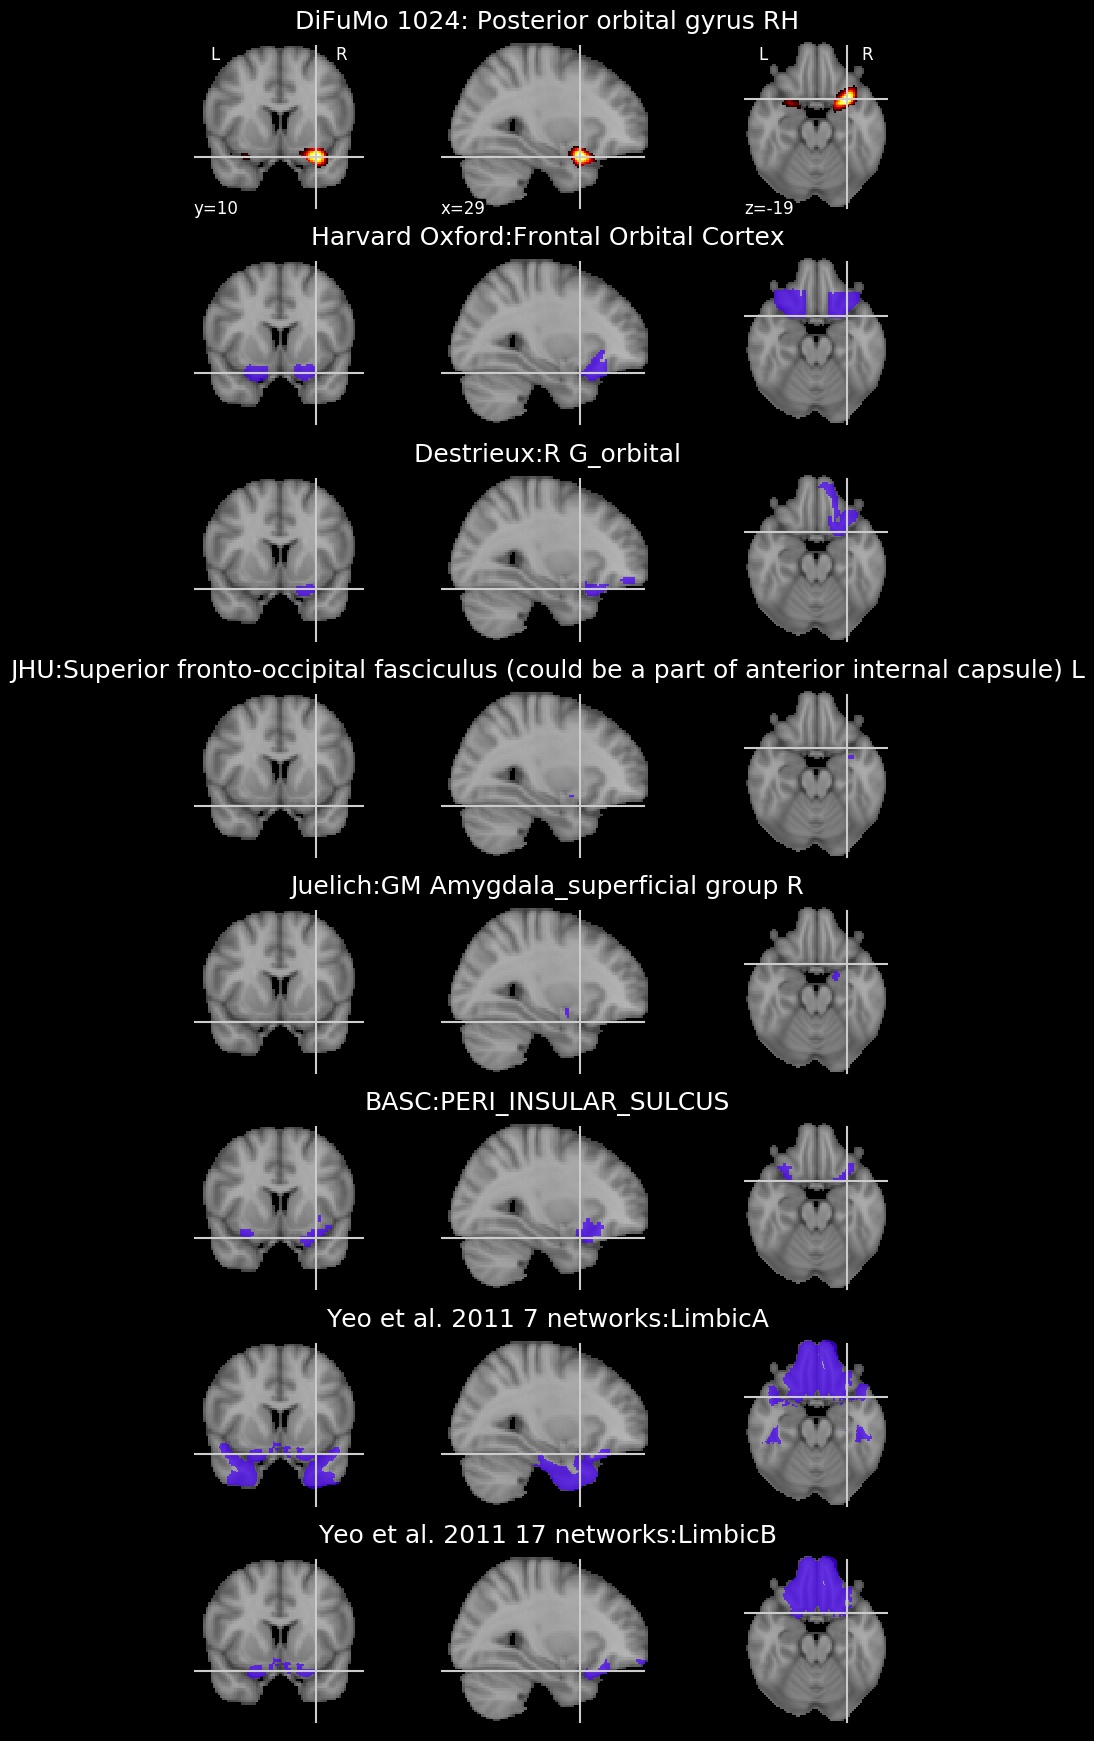 DiFuMo 1024: Posterior orbital gyrus RH
L R L R
y=10 x=29 z=-19
Harvard Oxford:Frontal Orbital Cortex
Destrieux:R G_orbital
JHU:Superior fronto-occipital fasciculus (could be a part of anterior internal capsule) L
Juelich:GM Amygdala_superficial group R
BASC:PERI_INSULAR_SULCUS
Yeo et al. 2011 7 networks:LimbicA
Yeo et al. 2011 17 networks:LimbicB